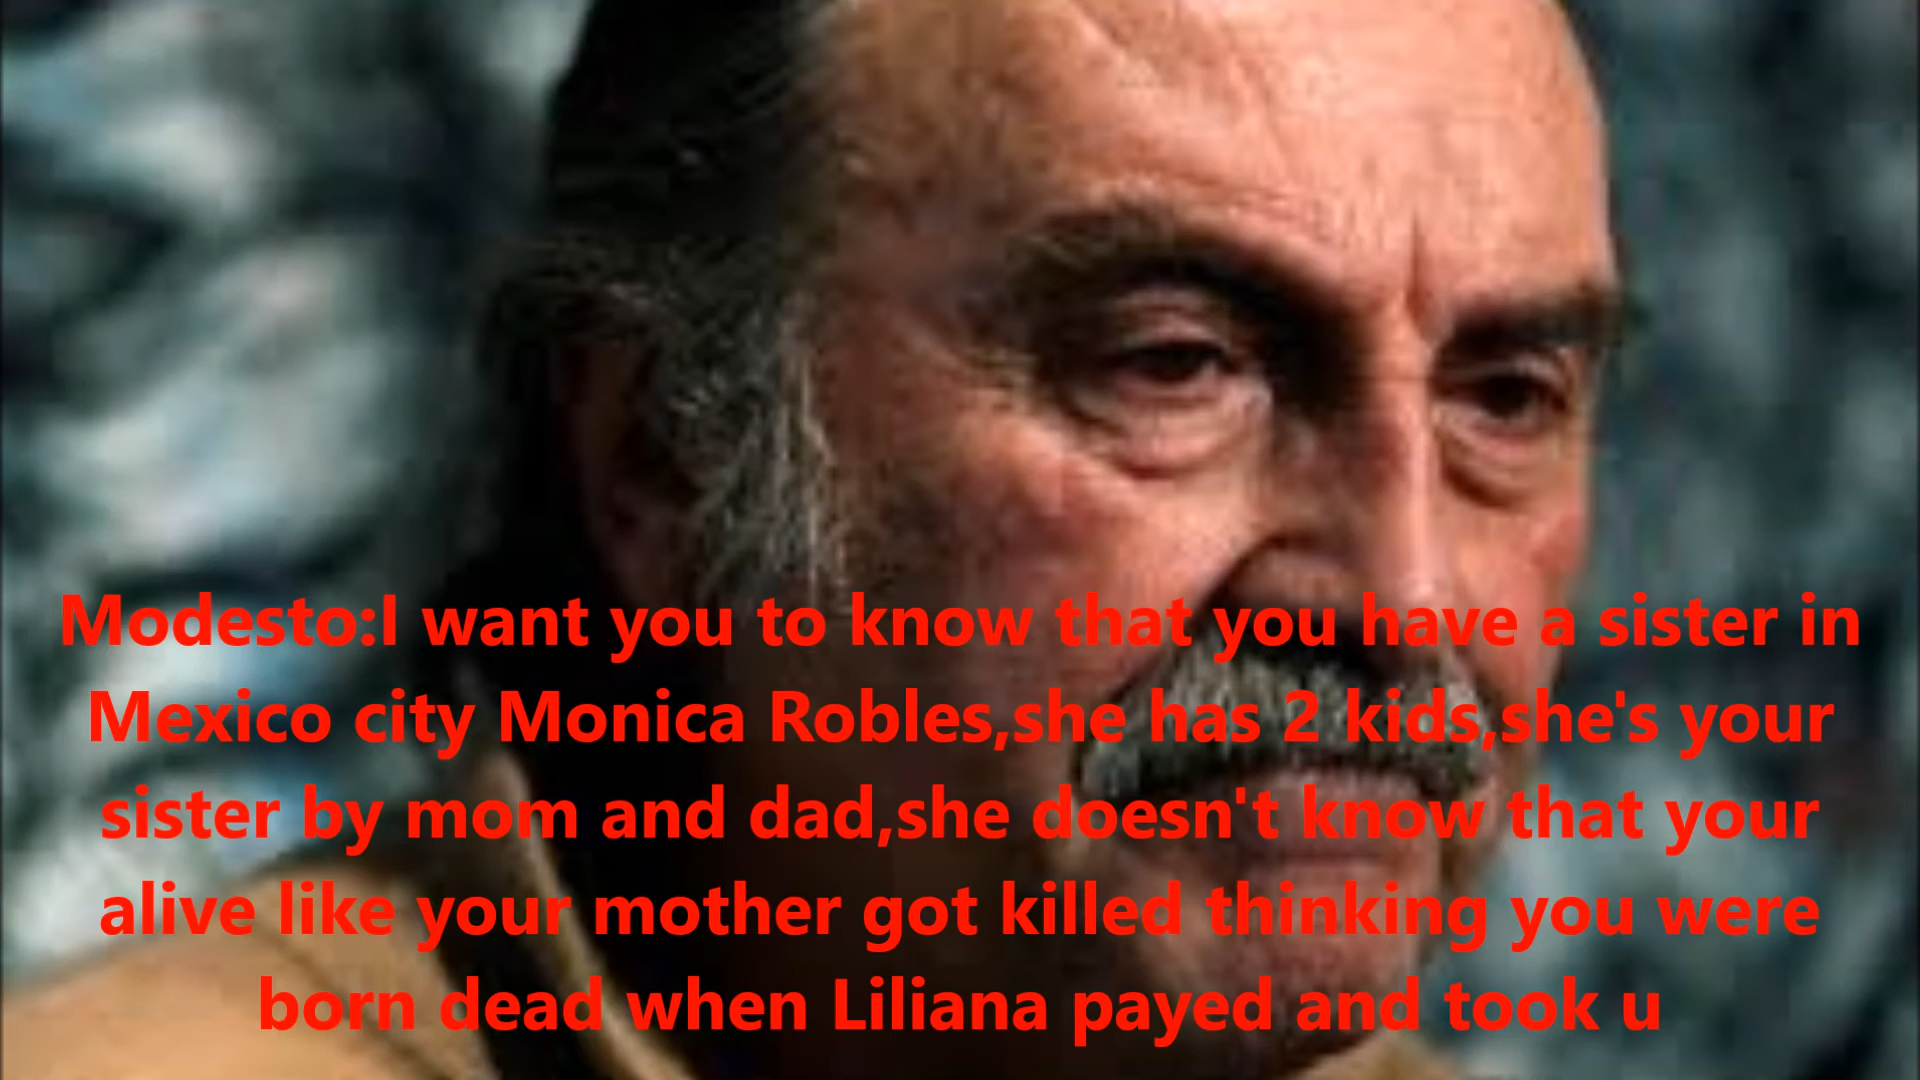 Modesto:I want you to know that you have a sister in
Mexico city Monica Robles,she has 2 kids,she's your
sister by mom and dad,she doesn't know that your
alive like your mother got killed thinking you were
born dead when Liliana payed and took u